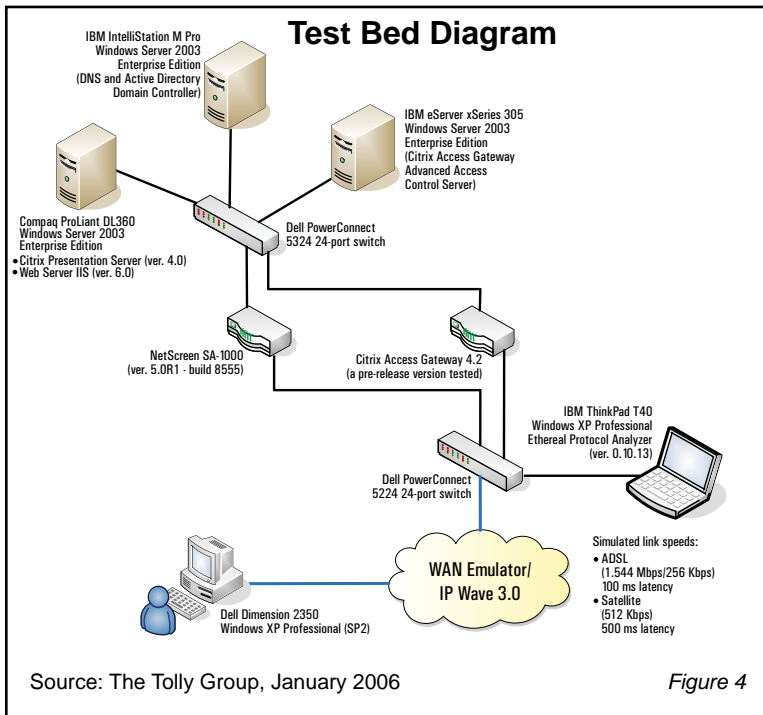 Test Bed Diagram
IBM IntelliStation M Pro
Windows Server 2003
Enterprise Edition
(DNS and Active Directory
Domain Controller)
IBM eServer xSeries 305
Windows Server 2003
Enterprise Edition
(Citrix Access Gateway
Advanced Access
Control Server)
Compaq ProLiant DL360
Windows Server 2003
Enterprise Edition
• Citrix Presentation Server (ver. 4.0)
• Web Server IIS (ver. 6.0)
Dell PowerConnect
5324 24-port switch
NetScreen SA-1000
(ver. 5.0R1 - build 8555)
Citrix Access Gateway 4.2
(a pre-release version tested)
IBM ThinkPad T40
Windows XP Professional
Ethereal Protocol Analyzer
(ver. 0.10.13)
Dell PowerConnect
5224 24-port switch
WAN Emulator/
IP Wave 3.0
Simulated link speeds:
• ADSL
(1.544 Mbps/256 Kbps)
100 ms latency
• Satellite
(512 Kbps)
500 ms latency
Dell Dimension 2350
Windows XP Professional (SP2)
Source: The Tolly Group, January 2006
Figure 4